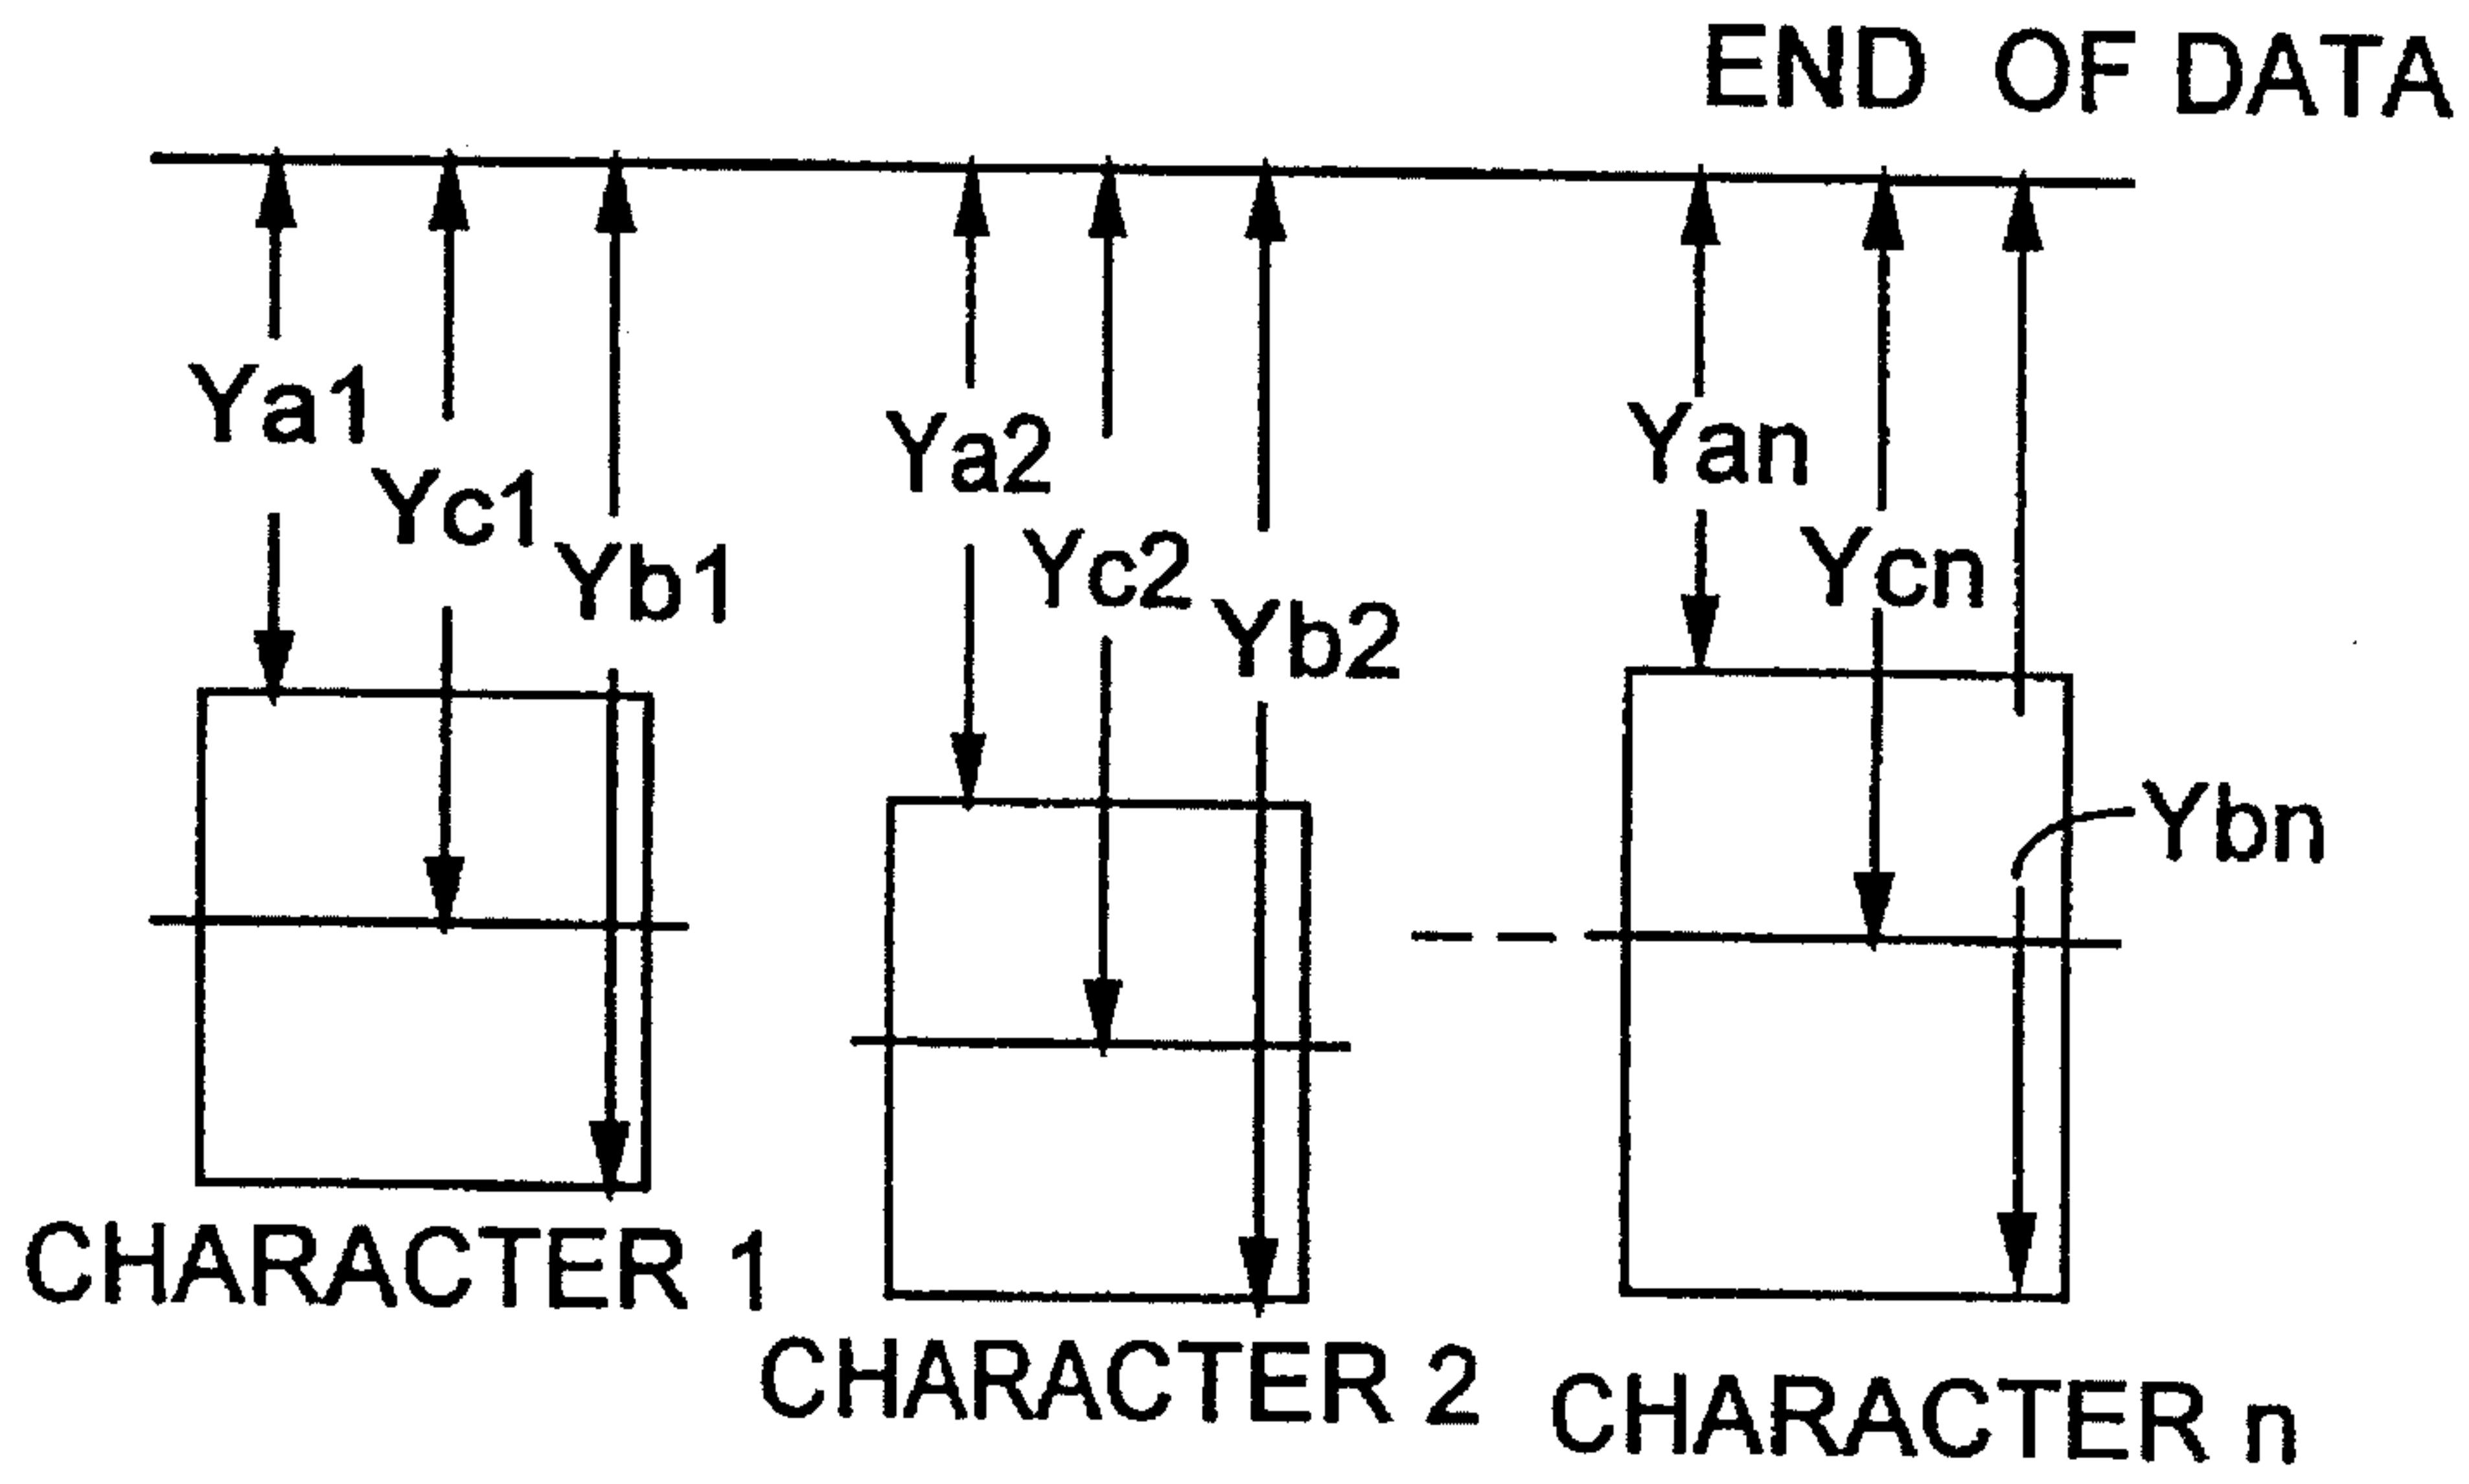 END OF DATA
Ya1
Yc1
Yb1
Ya2
Yc2
Yb2
Yan
Ycn
Ybn
CHARACTER 1
CHARACTER 2
CHARACTER n